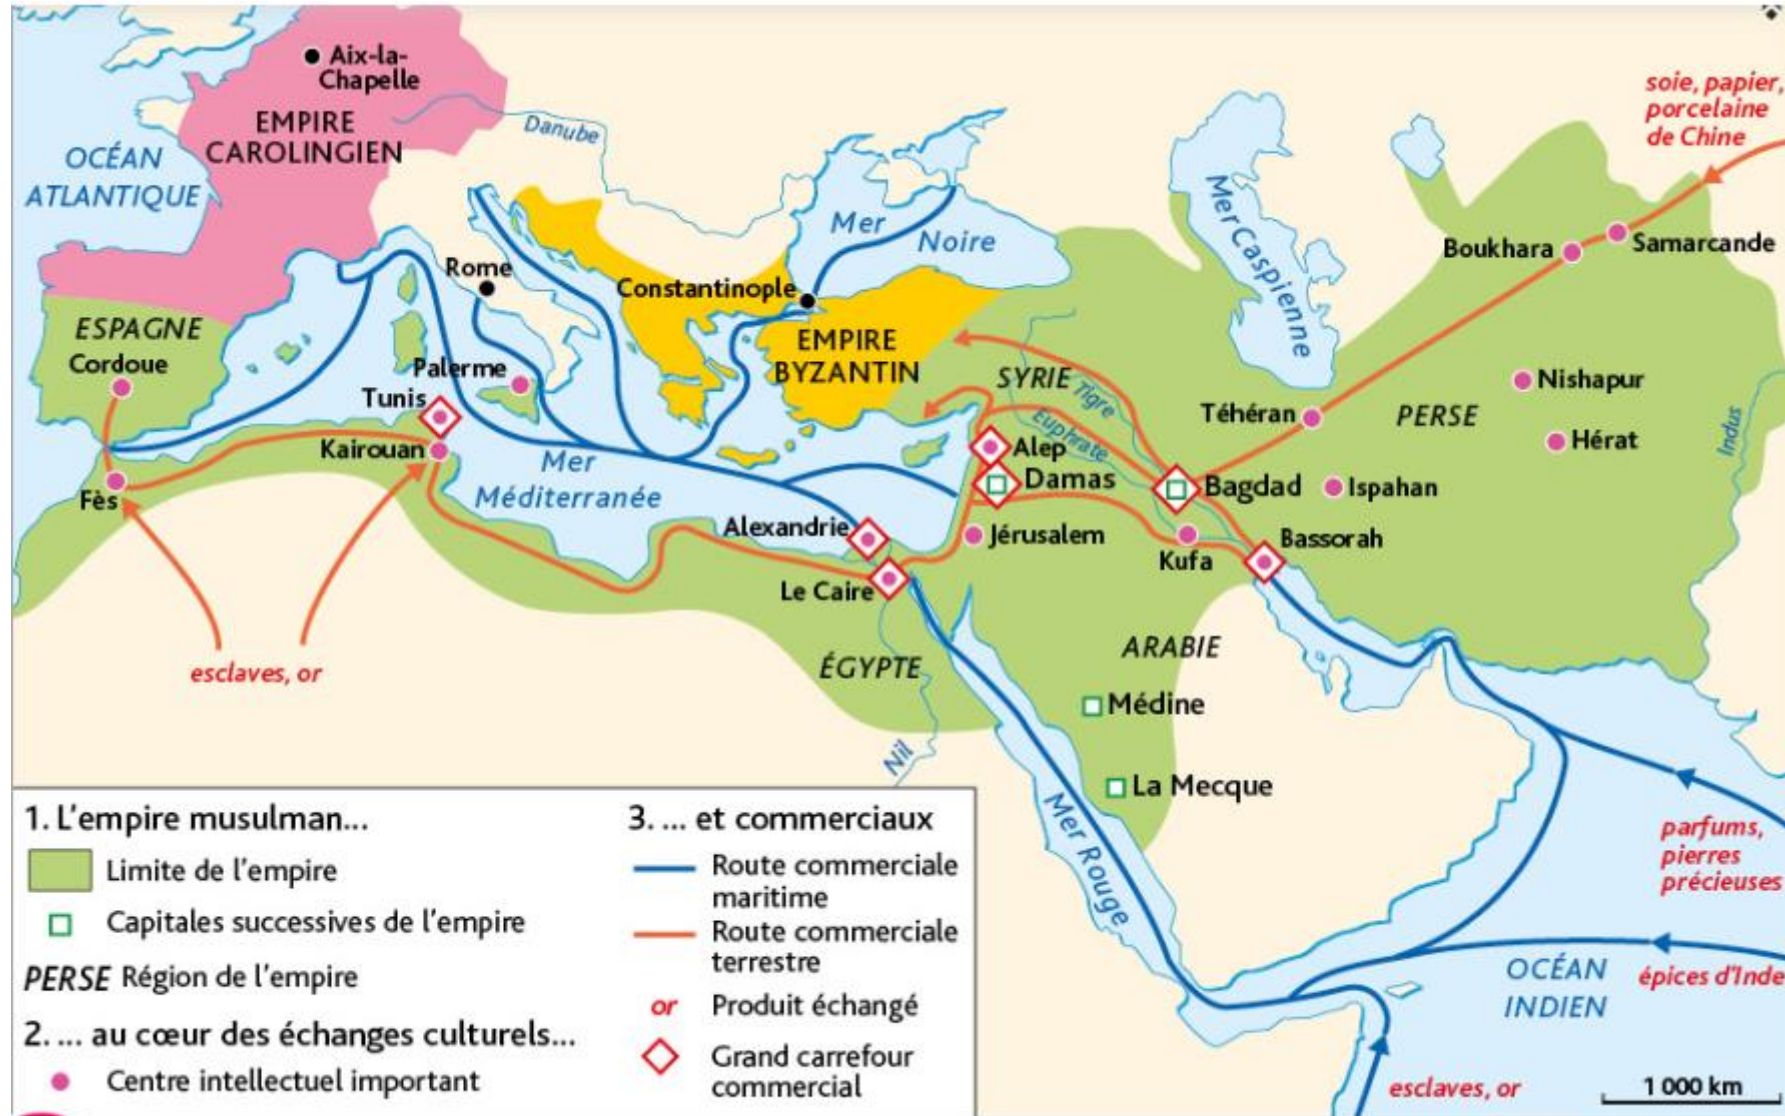 Aix-la-
Chapelle
EMPIRE
CAROLINGIEN
OCÉAN
ATLANTIQUE
Danube
soie, papier,
porcelaine
de Chine
Mer
Noire
Mer Caspienne
Boukhara
Samarcande
Rome
Constantinople
EMPIRE
BYZANTIN
ESPAGNE
Cordoue
Palerme
Tunis
Kairouan
Fès
Mer
Méditerranée
SYRIE
Tigre
Euphrate
Téhéran
PERSE
Nishapur
Hérat
Indus
Alep
Damas
Bagdad
Ispahan
Alexandrie
Jérusalem
Kufa
Bassorah
Le Caire
esclaves, or
ÉGYPTE
ARABIE
Nil
Médine
La Mecque
Mer Rouge
parfums,
pierres
précieuses
OCÉAN
INDIEN
épices d'Inde
esclaves, or
1 000 km
1. L'empire musulman...
Limite de l'empire
Capitales successives de l'empire
PERSE Région de l'empire
2. ... au cœur des échanges culturels...
Centre intellectuel important
3. ... et commerciaux
Route commerciale
maritime
Route commerciale
terrestre
or Produit échangé
Grand carrefour
commercial